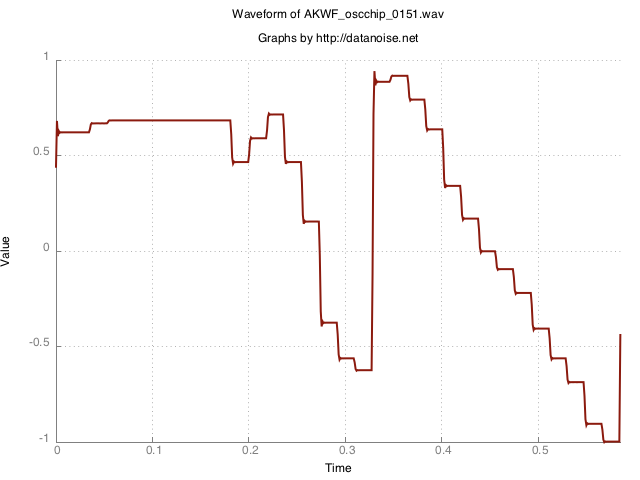 Waveform of AKWF_oscchip_0151.wav
Graphs by http://datanoise.net
1
0.5
0
-0.5
-1
Value
0
0.1
0.2
0.3
0.4
0.5
Time